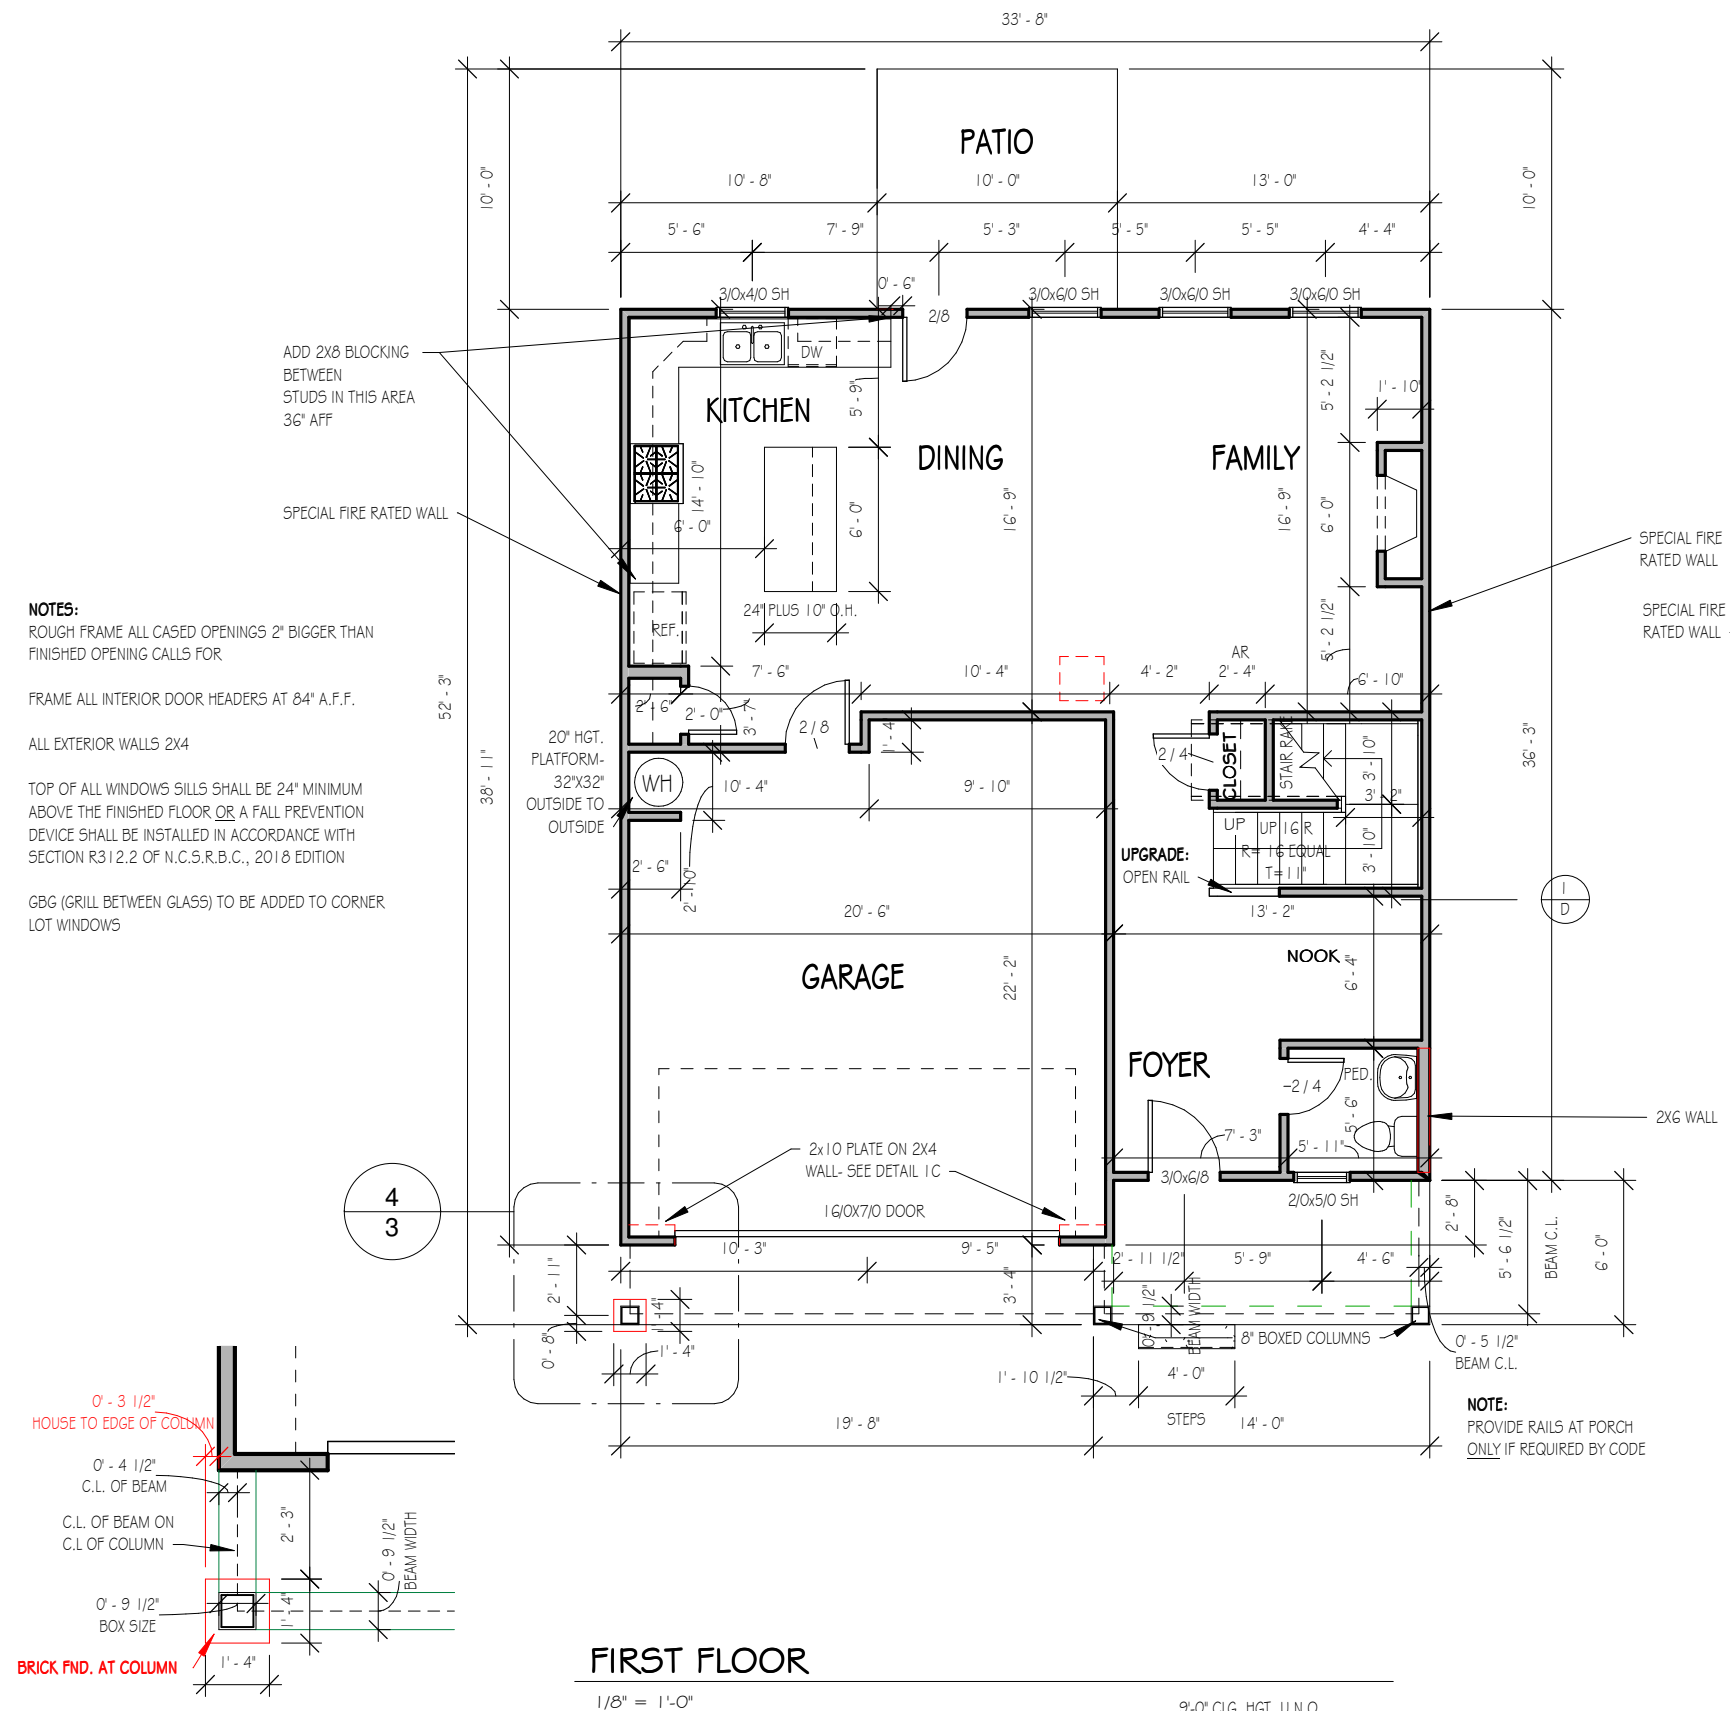 33' - 8"
PATIO
10' - 8"
10' - 0"
13' - 0"
10' - 0"
10' - 0"
5' - 6"
7' - 9"
5' - 3"
5' - 5"
5' - 5"
4' - 4"
3/0x4/0 SH
0' - 6"
2/8
3/0x6/0 SH
3/0x6/0 SH
3/0x6/0 SH
ADD 2X8 BLOCKING
BETWEEN
STUDS IN THIS AREA
36" AFF
DW
KITCHEN
5' - 9"
5' - 2 1/2"
1' - 10"
DINING
FAMILY
14' - 10"
6' - 0"
6' - 0"
16' - 9"
16' - 9"
6' - 0"
SPECIAL FIRE RATED WALL
SPECIAL FIRE
RATED WALL
SPECIAL FIRE
RATED WALL
NOTES:
ROUGH FRAME ALL CASED OPENINGS 2" BIGGER THAN
FINISHED OPENING CALLS FOR
FRAME ALL INTERIOR DOOR HEADERS AT 84" A.F.F.
ALL EXTERIOR WALLS 2X4
TOP OF ALL WINDOWS SILLS SHALL BE 24" MINIMUM
ABOVE THE FINISHED FLOOR OR A FALL PREVENTION
DEVICE SHALL BE INSTALLED IN ACCORDANCE WITH
SECTION R312.2 OF N.C.S.R.B.C., 2018 EDITION
GBG (GRILL BETWEEN GLASS) TO BE ADDED TO CORNER
LOT WINDOWS
REF.
24" PLUS 10" O.H.
5' - 2 1/2"
52' - 3"
38' - 11"
36' - 3"
7' - 6"
10' - 4"
4' - 2"
AR
2' - 4"
6' - 10"
2' - 6"
2' - 0"
3' - 7"
2 / 8
1' - 4"
20" HGT.
PLATFORM-
32"X32"
OUTSIDE TO
OUTSIDE
WH
10' - 4"
9' - 10"
2 / 4
CLOSET
STAIR RAIL
3' - 10"
3' - 2"
UP
UP 16 R
R= 16 EQUAL
T=11"
3' - 10"
UPGRADE:
OPEN RAIL
2' - 6"
2' - 10"
20' - 6"
13' - 2"
1
D
GARAGE
22' - 2"
NOOK
6' - 4"
FOYER
2 / 4
PED.
5' - 6"
2X6 WALL
2x10 PLATE ON 2X4
WALL- SEE DETAIL 1C
7' - 3"
5' - 11"
3/0x6/8
2/0x5/0 SH
4
3
16/0X7/0 DOOR
10' - 3"
9' - 5"
2' - 11 1/2"
5' - 9"
4' - 6"
2' - 8"
5' - 6 1/2"
BEAM C.L.
6' - 0"
2' - 11"
3' - 4"
0' - 8"
1' - 4"
0' - 9 1/2"
BEAM WIDTH
8" BOXED COLUMNS
0' - 5 1/2"
BEAM C.L.
1' - 10 1/2"
4' - 0"
STEPS
19' - 8"
14' - 0"
NOTE:
PROVIDE RAILS AT PORCH
ONLY IF REQUIRED BY CODE
0' - 3 1/2"
HOUSE TO EDGE OF COLUMN
0' - 4 1/2"
C.L. OF BEAM
C.L. OF BEAM ON
C.L OF COLUMN
2' - 3"
0' - 9 1/2"
BEAM WIDTH
0' - 9 1/2"
BOX SIZE
1' - 4"
BRICK FND. AT COLUMN
1' - 4"
FIRST FLOOR
1/8" = 1'-0"
9'-0" CLG. HGT. U.N.O.